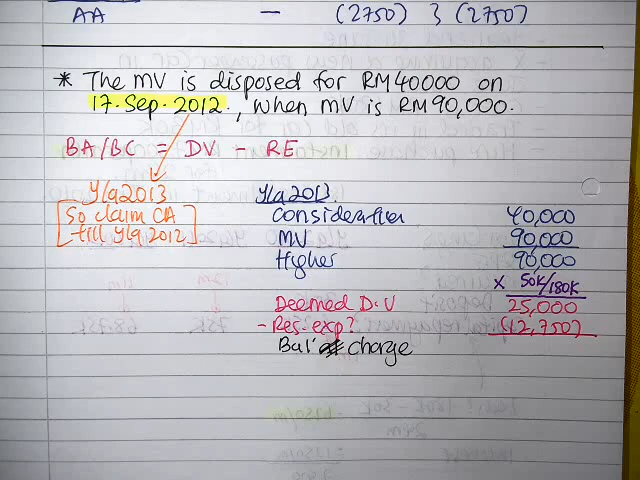 AA — (2750) } (2750)
* The MV is disposed for RM40000 on
17. Sep. 2012, when MV is RM90,000.
BA/BC = DV - RE
Y/a 2013
So claim CA
till Y/a 2012
Y/a 2013
Consideration 40,000
MV 90,000
Higher 90,000
x 50K/180K
Deemed D.V 25,000
- Res. exp? (12,750)
Bal charge